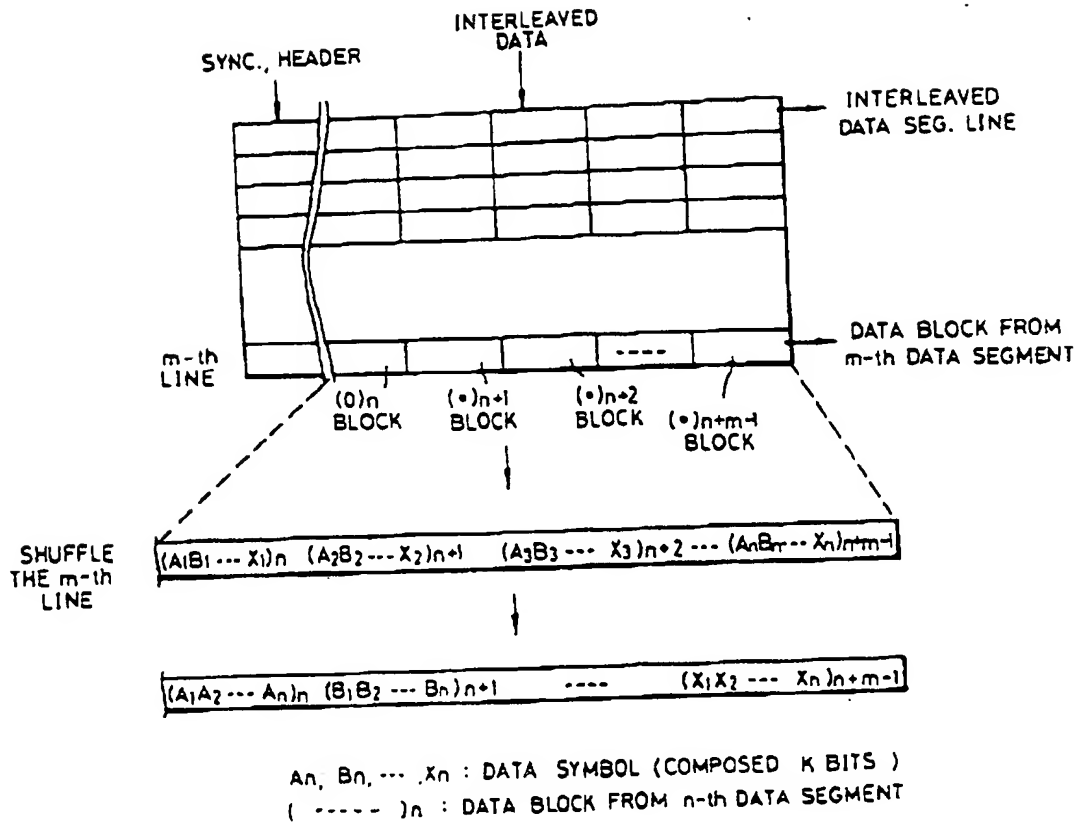 INTERLEAVED
DATA
SYNC., HEADER
INTERLEAVED
DATA SEG. LINE
m-th
LINE
DATA BLOCK FROM
m-th DATA SEGMENT
(0)n
BLOCK
(•)n+1
BLOCK
(•)n+2
BLOCK
(•)n+m-1
BLOCK
SHUFFLE
THE m-th
LINE
(A1B1 --- X1)n (A2B2 --- X2)n+1 (A3B3 --- X3)n+2 --- (AnBn --- Xn)n+m-1
(A1A2 --- An)n (B1B2 --- Bn)n+1 ---- (X1X2 --- Xn)n+m-1
An, Bn, --- ,Xn : DATA SYMBOL (COMPOSED K BITS )
( ----- )n : DATA BLOCK FROM n-th DATA SEGMENT